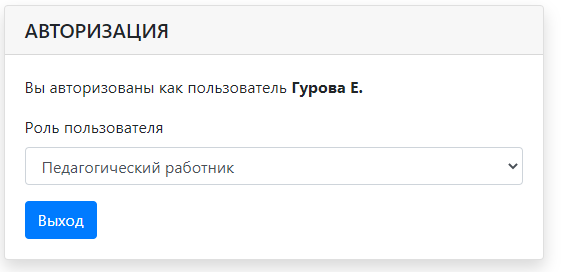 АВТОРИЗАЦИЯ
Вы авторизованы как пользователь Гурова Е.
Роль пользователя
Педагогический работник
Выход